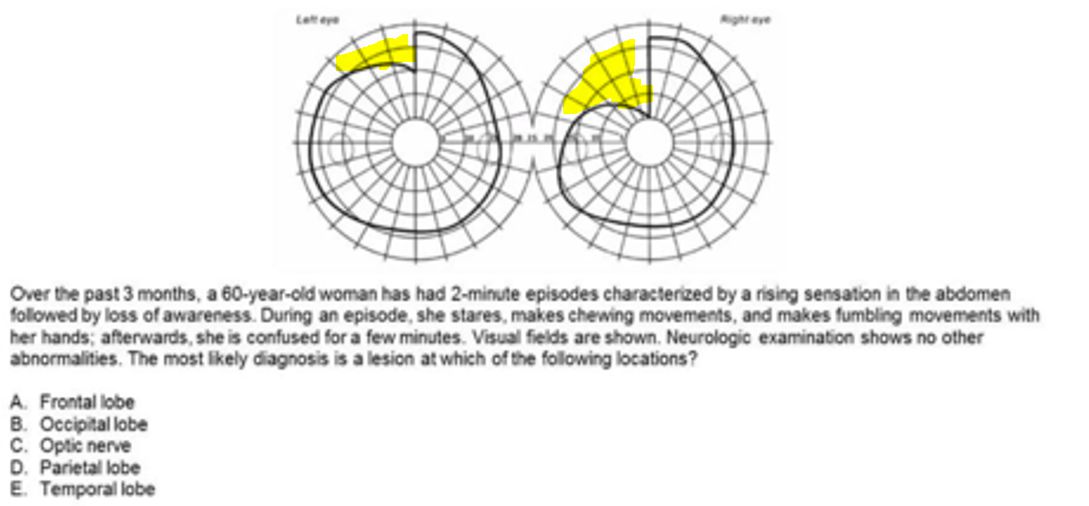 Left eye
Right eye
Over the past 3 months, a 60-year-old woman has had 2-minute episodes characterized by a rising sensation in the abdomen
followed by loss of awareness. During an episode, she stares, makes chewing movements, and makes fumbling movements with
her hands; afterwards, she is confused for a few minutes. Visual fields are shown. Neurologic examination shows no other
abnormalities. The most likely diagnosis is a lesion at which of the following locations?
A. Frontal lobe
B. Occipital lobe
C. Optic nerve
D. Parietal lobe
E. Temporal lobe